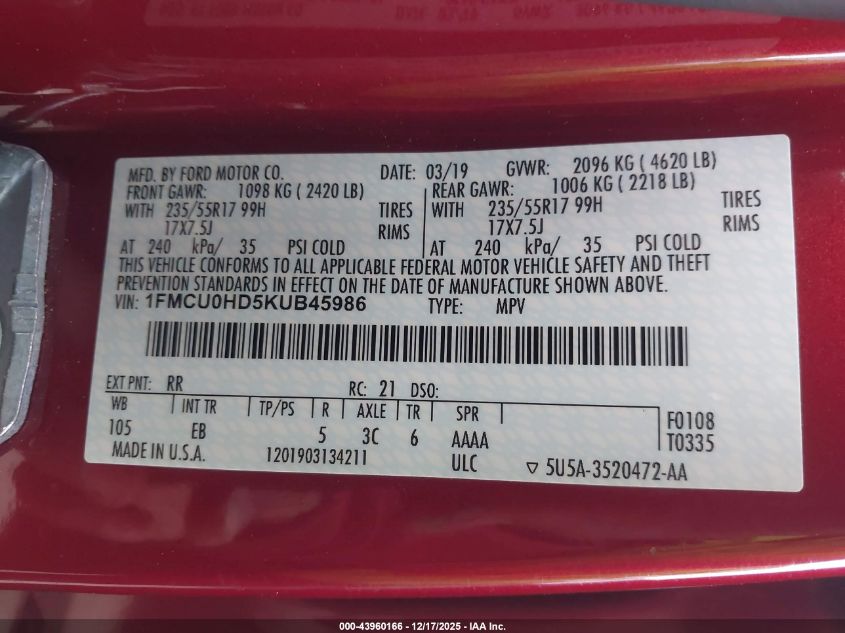 MFD. BY FORD MOTOR CO. DATE: 03/19 GVWR: 2096 KG ( 4620 LB)
FRONT GAWR: 1098 KG ( 2420 LB) REAR GAWR: 1006 KG ( 2218 LB)
WITH 235/55R17 99H TIRES WITH 235/55R17 99H TIRES
17X7.5J RIMS 17X7.5J RIMS
AT 240 kPa/ 35 PSI COLD AT 240 kPa/ 35 PSI COLD
THIS VEHICLE CONFORMS TO ALL APPLICABLE FEDERAL MOTOR VEHICLE SAFETY AND THEFT
PREVENTION STANDARDS IN EFFECT ON THE DATE OF MANUFACTURE SHOWN ABOVE.
VIN: 1FMCU0HD5KUB45986 TYPE: MPV
EXT PNT: RR RC: 21 DSO:
WB INT TR TP/PS R AXLE TR SPR F0108
105 EB 5 3C 6 AAAA T0335
MADE IN U.S.A. 1201903134211 ULC ▽ 5U5A-3520472-AA
000-43960166 - 12/17/2025 - IAA Inc.